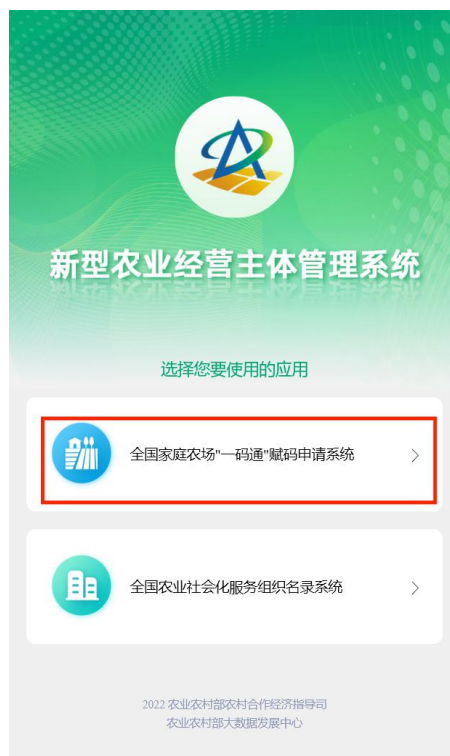 新型农业经营主体管理系统
选择您要使用的应用
全国家庭农场"一码通"赋码申请系统
全国农业社会化服务组织名录系统
2022 农业农村部农村合作经济指导司
农业农村部大数据发展中心